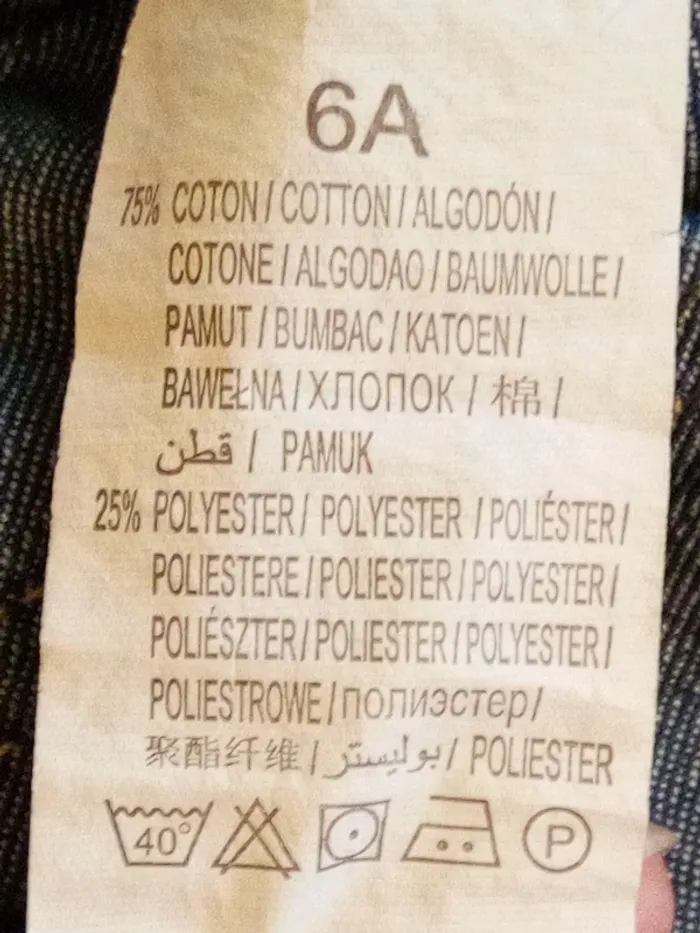 6A
75% COTON / COTTON / ALGODÓN /
COTONE / ALGODAO / BAUMWOLLE /
PAMUT / BUMBAC / KATOEN /
BAWEŁNA / ХЛОПОК / 棉 /
قطن / PAMUK
25% POLYESTER / POLYESTER / POLIÉSTER /
POLIESTERE / POLIESTER / POLYESTER /
POLIÉSZTER / POLIESTER / POLYESTER /
POLIESTROWE / полиэстер /
聚酯纤维 / بوليستر / POLIESTER
40° P